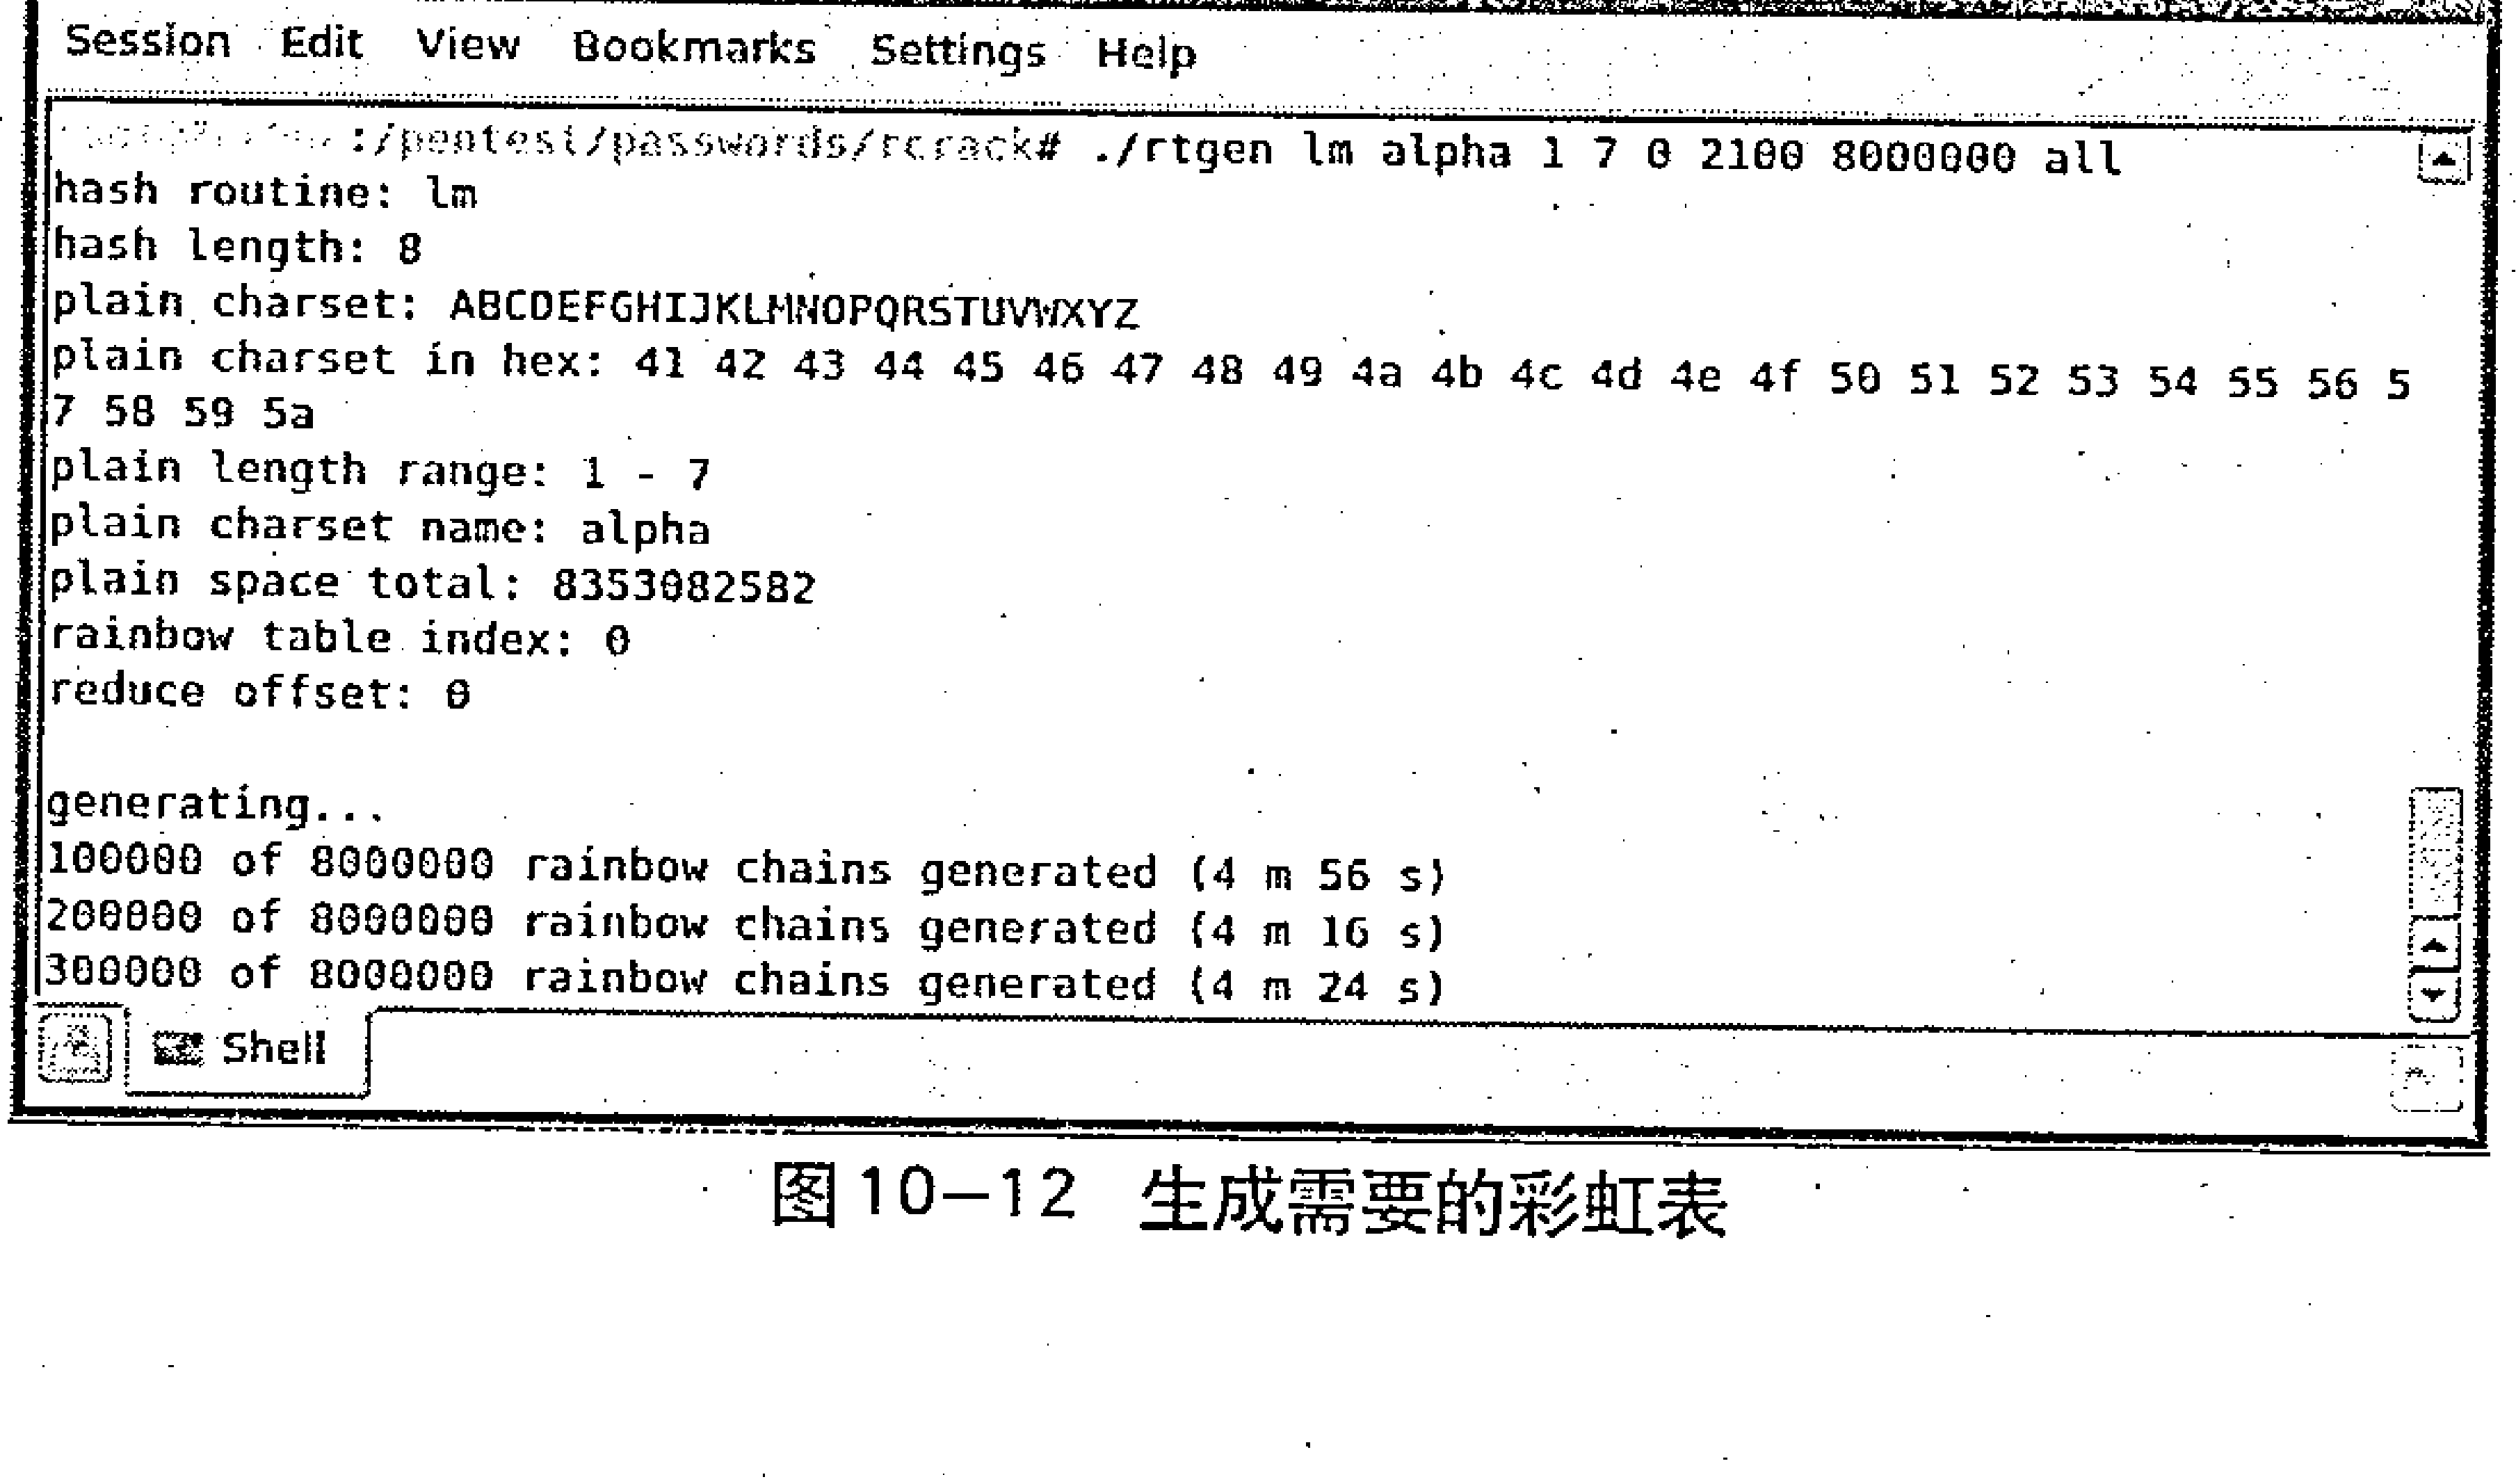 Session Edit View Bookmarks Settings Help
:/pentest/passwords/rcrack# ./rtgen lm alpha 1 7 0 2100 8000000 all
hash routine: lm
hash length: 8
plain charset: ABCDEFGHIJKLMNOPQRSTUVWXYZ
plain charset in hex: 41 42 43 44 45 46 47 48 49 4a 4b 4c 4d 4e 4f 50 51 52 53 54 55 56 5
7 58 59 5a
plain length range: 1 - 7
plain charset name: alpha
plain space total: 8353082582
rainbow table index: 0
reduce offset: 0
generating...
100000 of 8000000 rainbow chains generated (4 m 56 s)
200000 of 8000000 rainbow chains generated (4 m 16 s)
300000 of 8000000 rainbow chains generated (4 m 24 s)
Shell
图10-12 生成需要的彩虹表